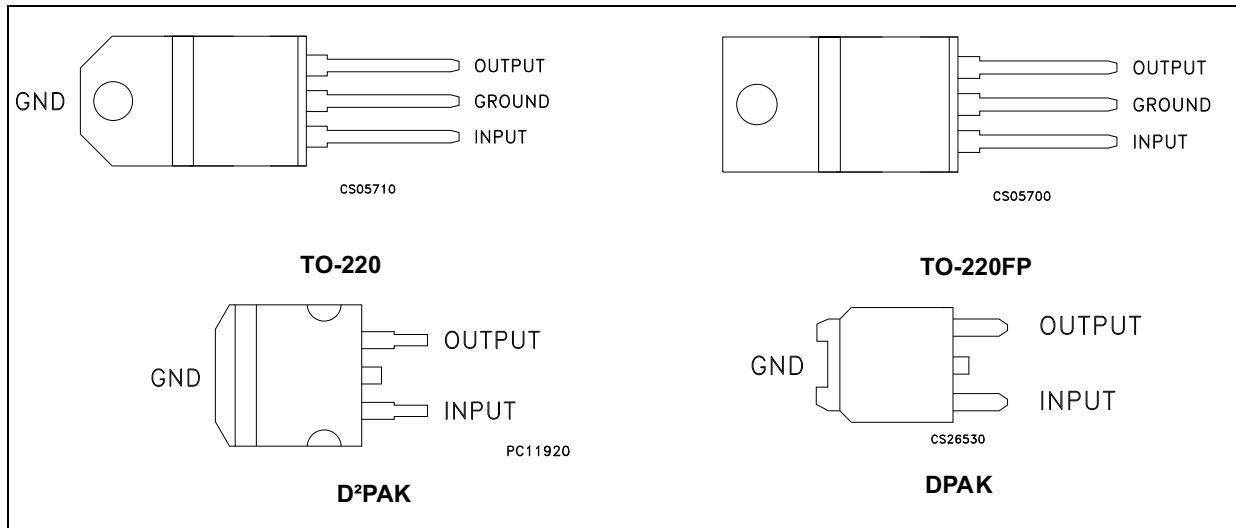 GND
OUTPUT
GROUND
INPUT
CS05710
TO-220
OUTPUT
GROUND
INPUT
CS05700
TO-220FP
GND
OUTPUT
INPUT
PC11920
D²PAK
GND
OUTPUT
INPUT
CS26530
DPAK